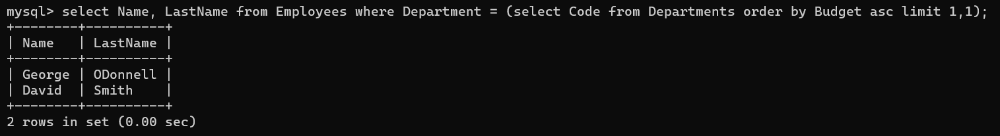 mysql> select Name, LastName from Employees where Department = (select Code from Departments order by Budget asc limit 1,1);
+--------+----------+
| Name   | LastName |
+--------+----------+
| George | ODonnell |
| David  | Smith    |
+--------+----------+
2 rows in set (0.00 sec)